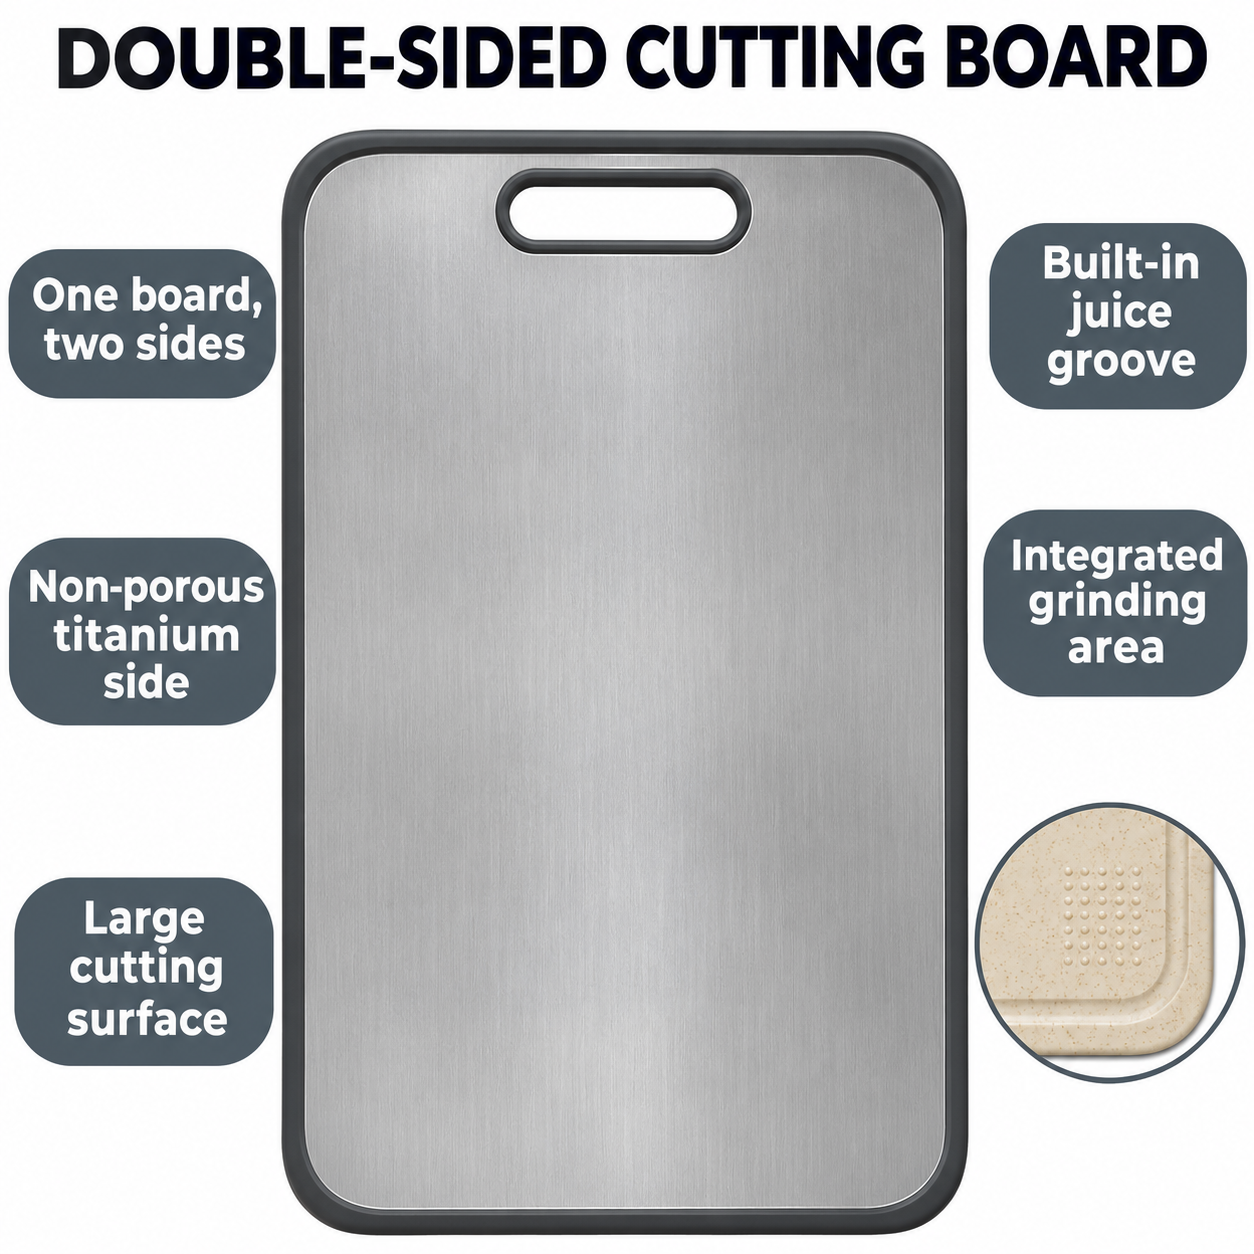 DOUBLE-SIDED CUTTING BOARD
One board,
two sides
Non-porous
titanium
side
Large
cutting
surface
Built-in
juice
groove
Integrated
grinding
area